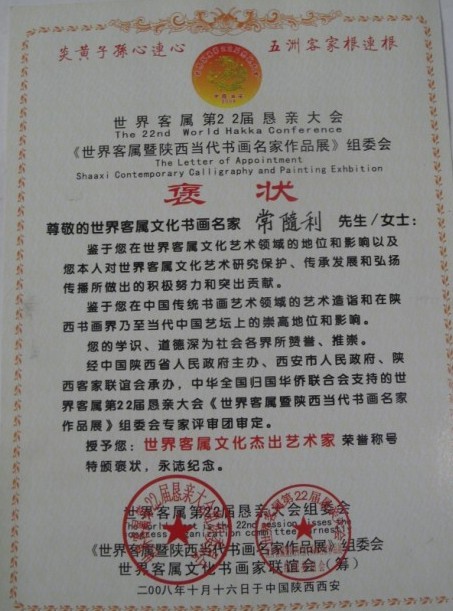 炎黄子孫心連心
五洲客家根連根
世界客属第22届恳亲大会
The 22nd World Hakka Conference
《世界客属暨陕西当代书画名家作品展》组委会
The Letter of Appointment
Shaaxi Contemporary Calligraphy and Painting Exhbition
褒状
尊敬的世界客属文化书画名家 常隨利 先生/女士：
鉴于您在世界客属文化艺术领域的地位和影响以及
您本人对世界客属文化艺术研究保护、传承发展和弘扬
传播所做出的积极努力和突出贡献。
鉴于您在中国传统书画艺术领域的艺术造诣和在陕
西书画界乃至当代中国艺坛上的崇高地位和影响。
您的学识、道德深为社会各界所赞誉、推崇。
经中国陕西省人民政府主办、西安市人民政府、陕
西客家联谊会承办，中华全国归国华侨联合会支持的世
界客属第22届恳亲大会《世界客属暨陕西当代书画名家
作品展》组委会专家评审团审定。
授予您：世界客属文化杰出艺术家 荣誉称号
特颁褒状，永志纪念。
世界客属第22届恳亲大会组委会
《世界客属暨陕西当代书画名家作品展》组委会
世界客属文化书画家联谊会（筹）
二00八年十月十六日于中国陕西西安